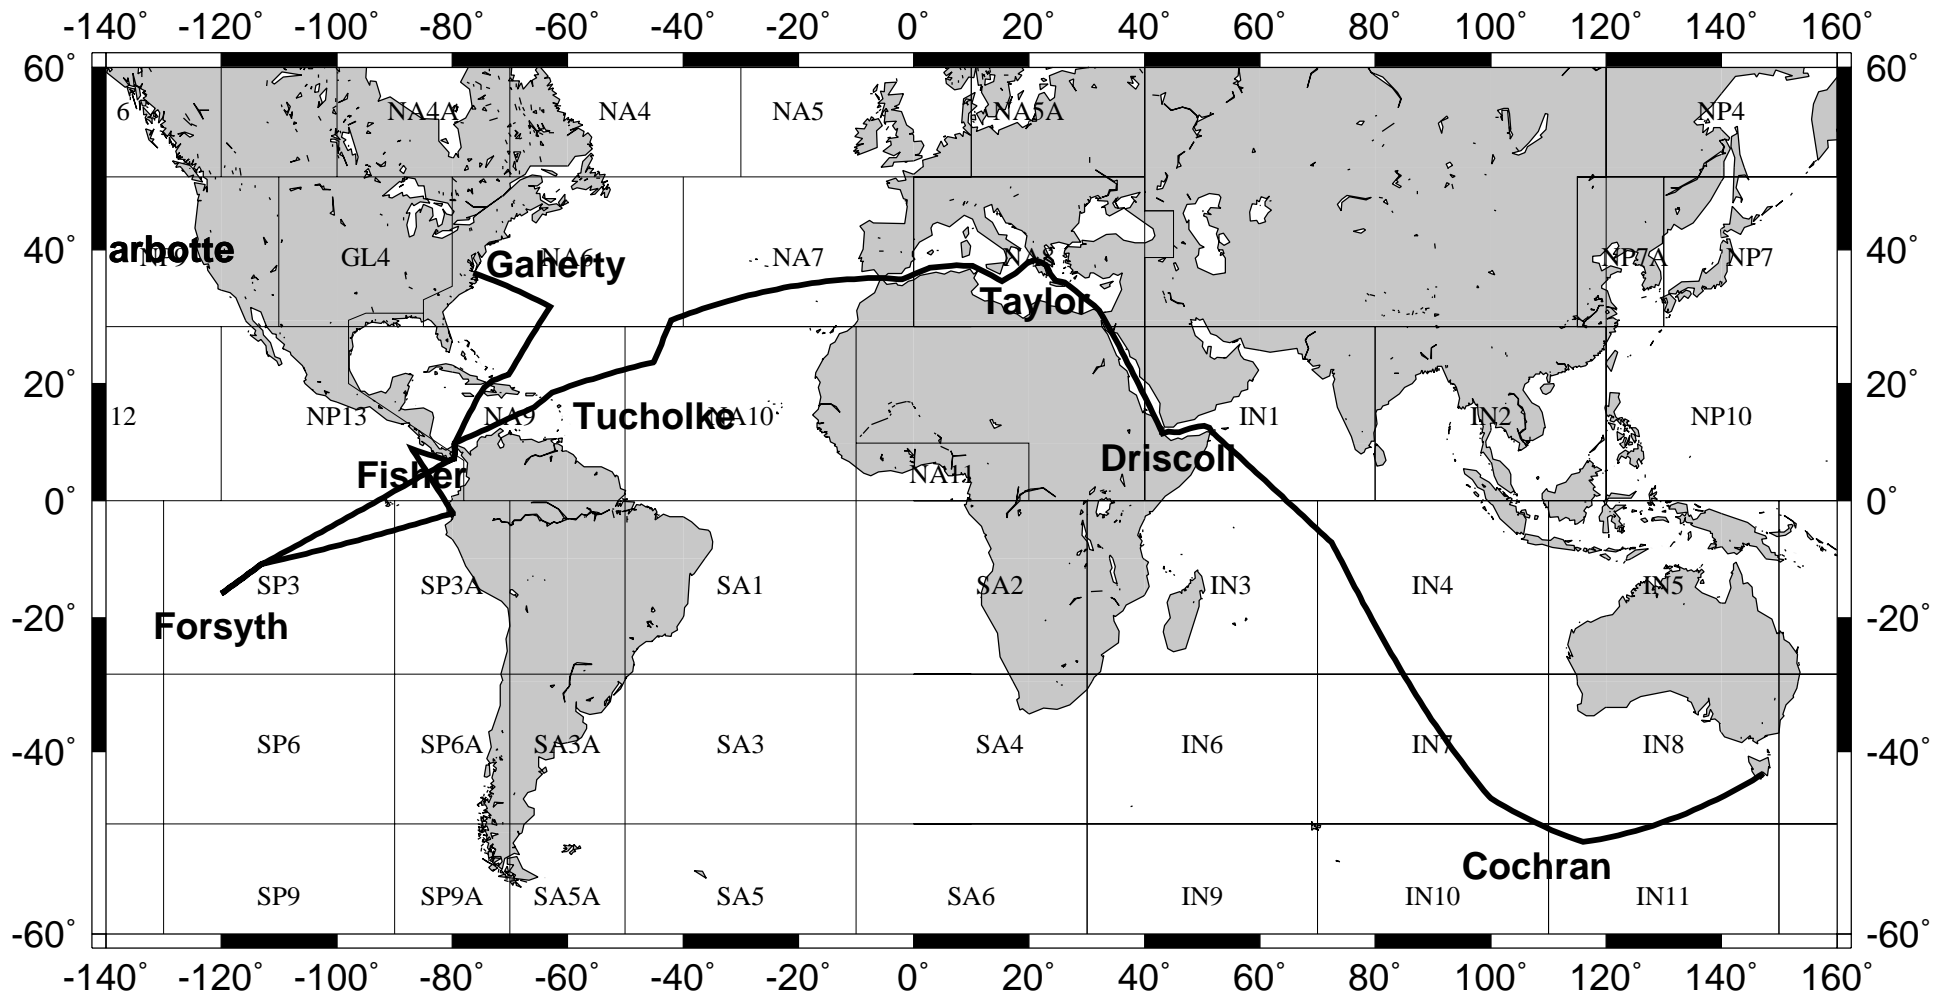 -140° -120° -100° -80° -60° -40° -20° 0 20° 40° 60° 80° 100° 120° 140° 160°
60° 60°
6 NA4A NA4 NA5 NA5A NP4
40° arbotte NP9 GL4 Gaherty NA6 NA7 NA8 NP7A NP7 40°
Taylor
20° 20°
12 NP13 NA9 Tucholke NA10 IN1 IN2 NP10
Fisher NA11 Driscoll
0° 0°
SP3 SP3A SA1 SA2 IN3 IN4 IN5
-20° Forsyth -20°
SP6 SP6A SA3A SA3 SA4 IN6 IN7 IN8
-40° -40°
Cochran
SP9 SP9A SA5A SA5 SA6 IN9 IN10 IN11
-60° -60°
-140° -120° -100° -80° -60° -40° -20° 0 20° 40° 60° 80° 100° 120° 140° 160°